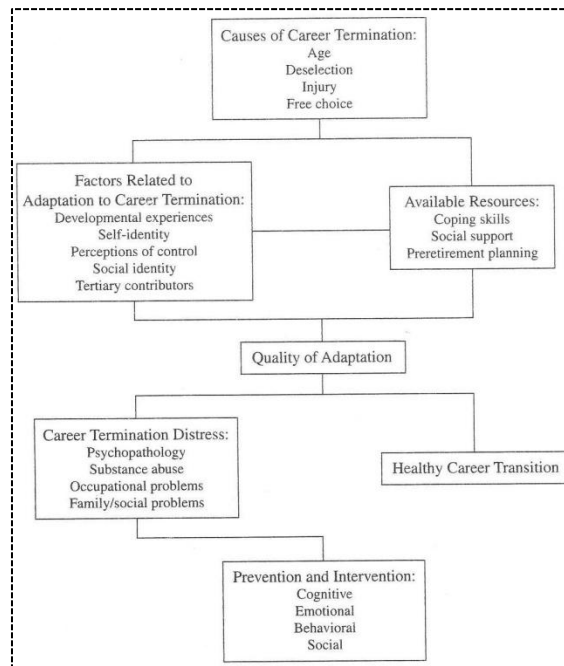 Causes of Career Termination:
Age
Deselection
Injury
Free choice
Factors Related to
Adaptation to Career Termination:
Developmental experiences
Self-identity
Perceptions of control
Social identity
Tertiary contributors
Available Resources:
Coping skills
Social support
Preretirement planning
Quality of Adaptation
Career Termination Distress:
Psychopathology
Substance abuse
Occupational problems
Family/social problems
Healthy Career Transition
Prevention and Intervention:
Cognitive
Emotional
Behavioral
Social